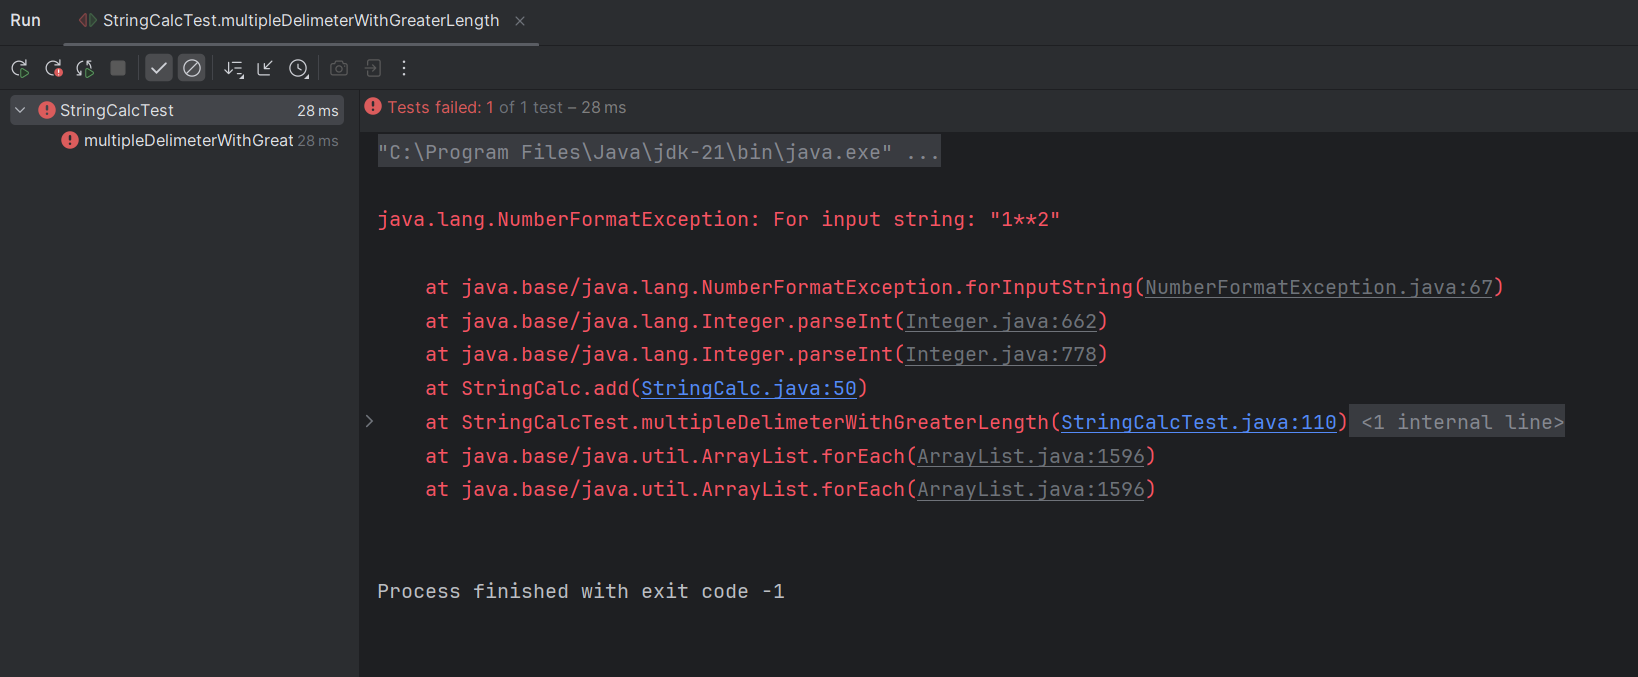 Run StringCalcTest.multipleDelimeterWithGreaterLength
StringCalcTest 28 ms
multipleDelimeterWithGreat 28 ms
Tests failed: 1 of 1 test – 28 ms
"C:\Program Files\Java\jdk-21\bin\java.exe" ...
java.lang.NumberFormatException: For input string: "1**2"
at java.base/java.lang.NumberFormatException.forInputString(NumberFormatException.java:67)
at java.base/java.lang.Integer.parseInt(Integer.java:662)
at java.base/java.lang.Integer.parseInt(Integer.java:778)
at StringCalc.add(StringCalc.java:50)
at StringCalcTest.multipleDelimeterWithGreaterLength(StringCalcTest.java:110) <1 internal line>
at java.base/java.util.ArrayList.forEach(ArrayList.java:1596)
at java.base/java.util.ArrayList.forEach(ArrayList.java:1596)
Process finished with exit code -1